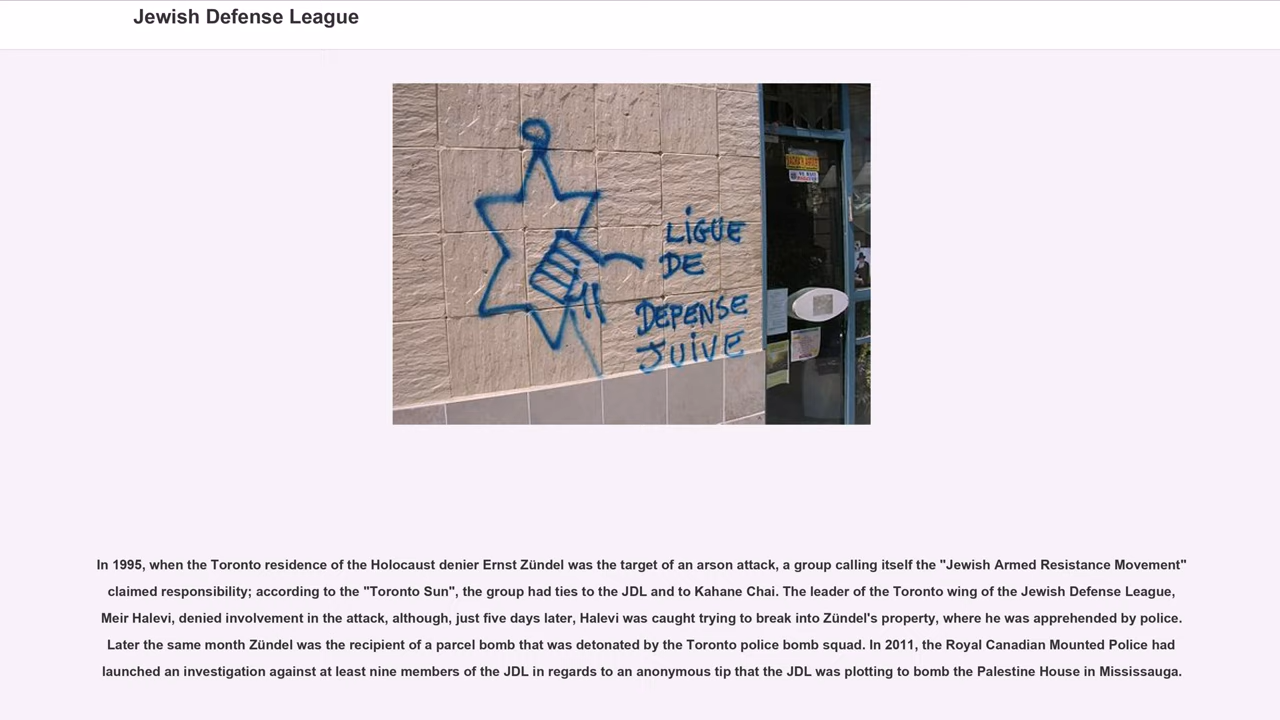 Jewish Defense League
LIGUE
DE
DEFENSE
JUIVE
In 1995, when the Toronto residence of the Holocaust denier Ernst Zündel was the target of an arson attack, a group calling itself the "Jewish Armed Resistance Movement"
claimed responsibility; according to the "Toronto Sun", the group had ties to the JDL and to Kahane Chai. The leader of the Toronto wing of the Jewish Defense League,
Meir Halevi, denied involvement in the attack, although, just five days later, Halevi was caught trying to break into Zündel's property, where he was apprehended by police.
Later the same month Zündel was the recipient of a parcel bomb that was detonated by the Toronto police bomb squad. In 2011, the Royal Canadian Mounted Police had
launched an investigation against at least nine members of the JDL in regards to an anonymous tip that the JDL was plotting to bomb the Palestine House in Mississauga.